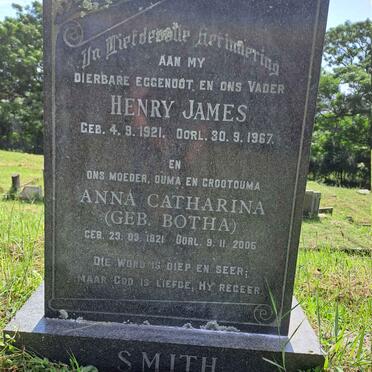 In Liefdevolle Herinnering
AAN MY
DIERBARE EGGENOOT EN ONS VADER
HENRY JAMES
GEB. 4. 9. 1921. OORL. 30. 9. 1967.
EN
ONS MOEDER, OUMA EN GROOTOUMA
ANNA CATHARINA
(GEB. BOTHA)
GEB. 23. 03. 1921 OORL. 9. 11. 2006
DIE WOND IS DIEP EN SEER;
MAAR GOD IS LIEFDE, HY REGEER.
SMITH